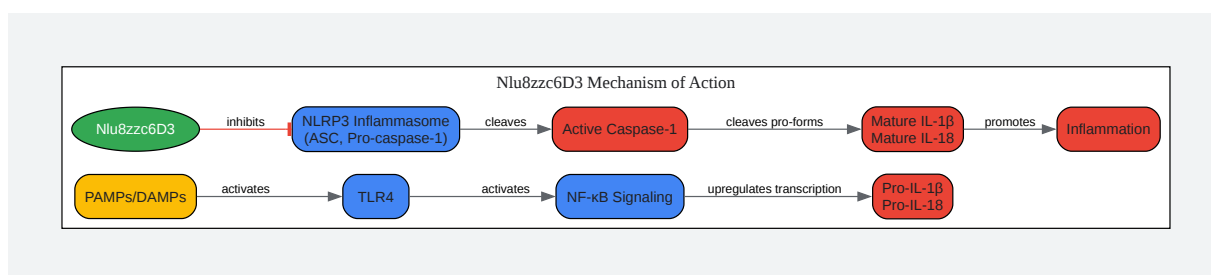 Nlu8zzc6D3 Mechanism of Action
Nlu8zzc6D3
inhibits
NLRP3 Inflammasome
(ASC, Pro-caspase-1)
cleaves
Active Caspase-1
cleaves pro-forms
Mature IL-1β
Mature IL-18
promotes
Inflammation
PAMPs/DAMPs
activates
TLR4
activates
NF-κB Signaling
upregulates transcription
Pro-IL-1β
Pro-IL-18